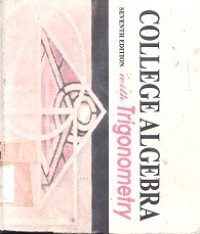 COLLEGE ALGEBRA
with Trigonometry
SEVENTH EDITION